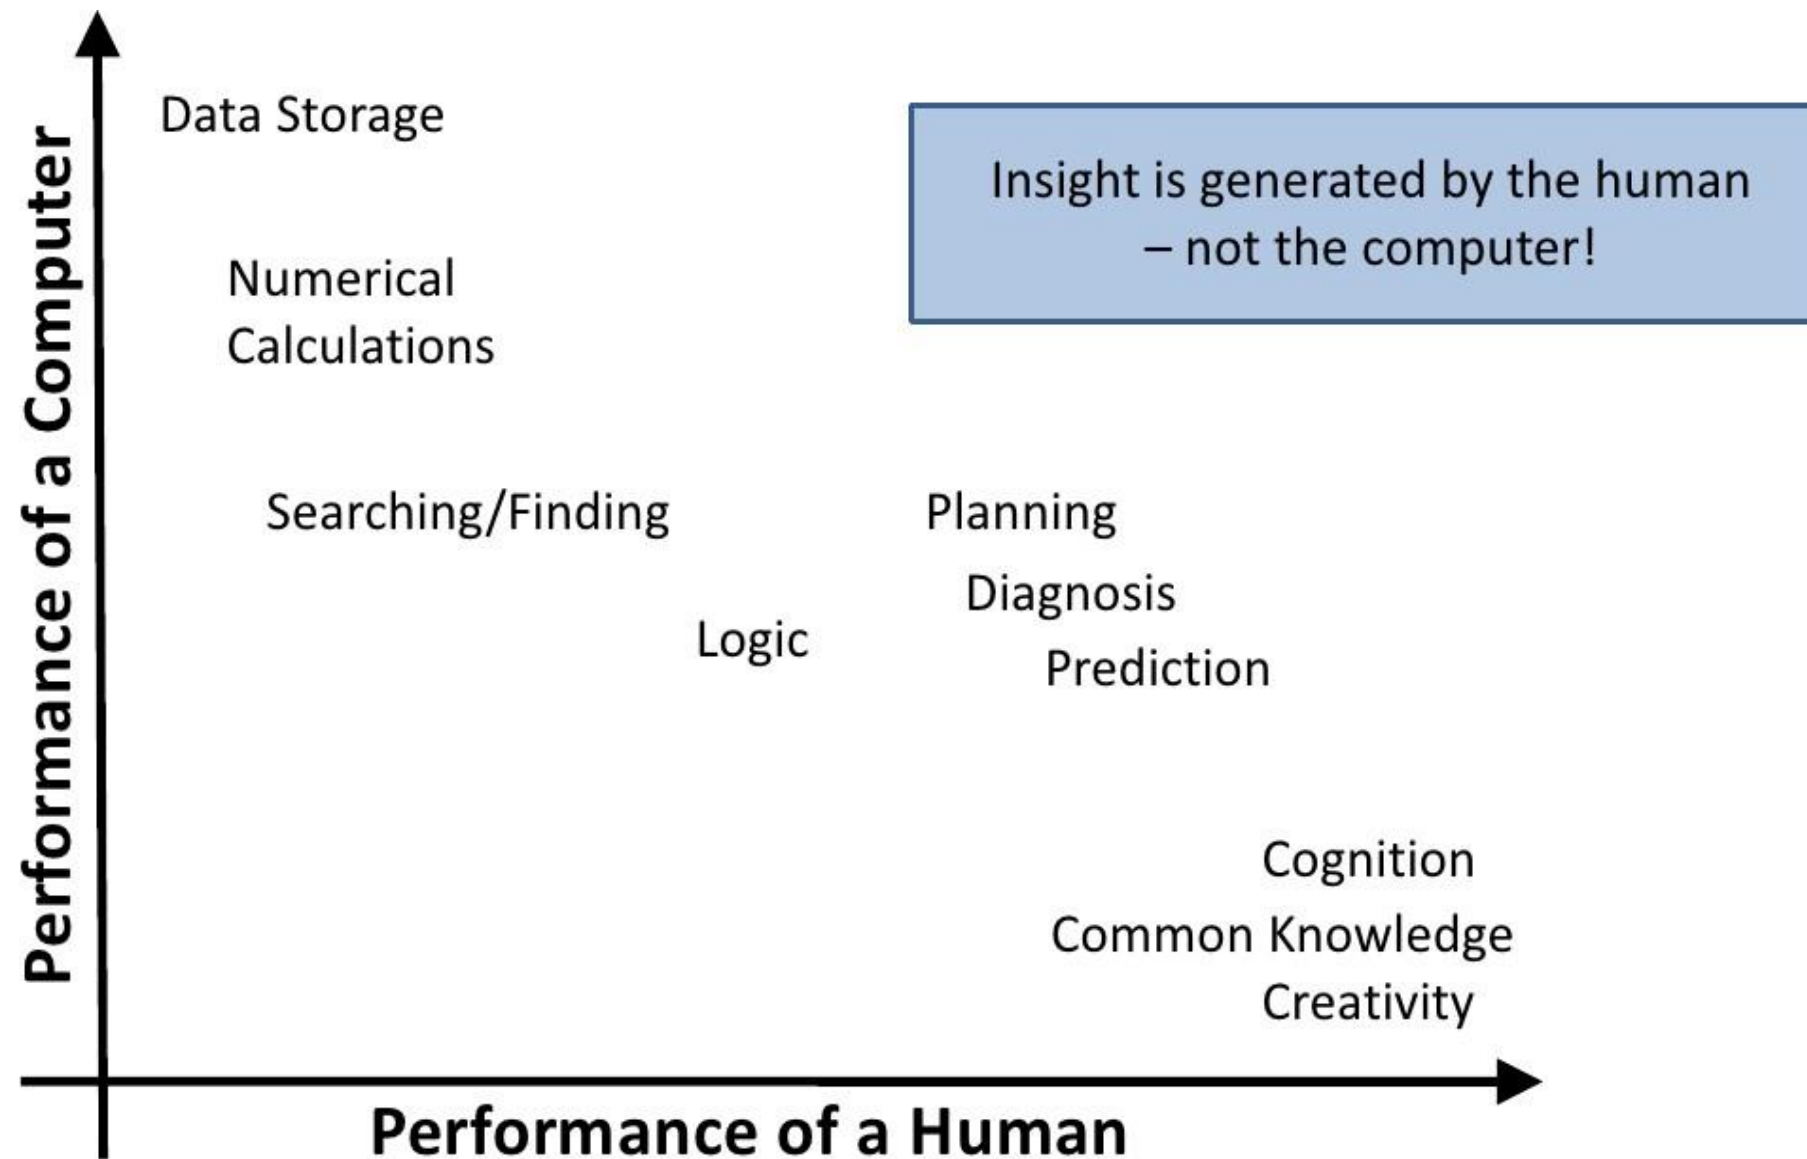 Performance of a Computer
Data Storage
Insight is generated by the human
– not the computer!
Numerical
Calculations
Searching/Finding
Planning
Diagnosis
Logic
Prediction
Cognition
Common Knowledge
Creativity
Performance of a Human